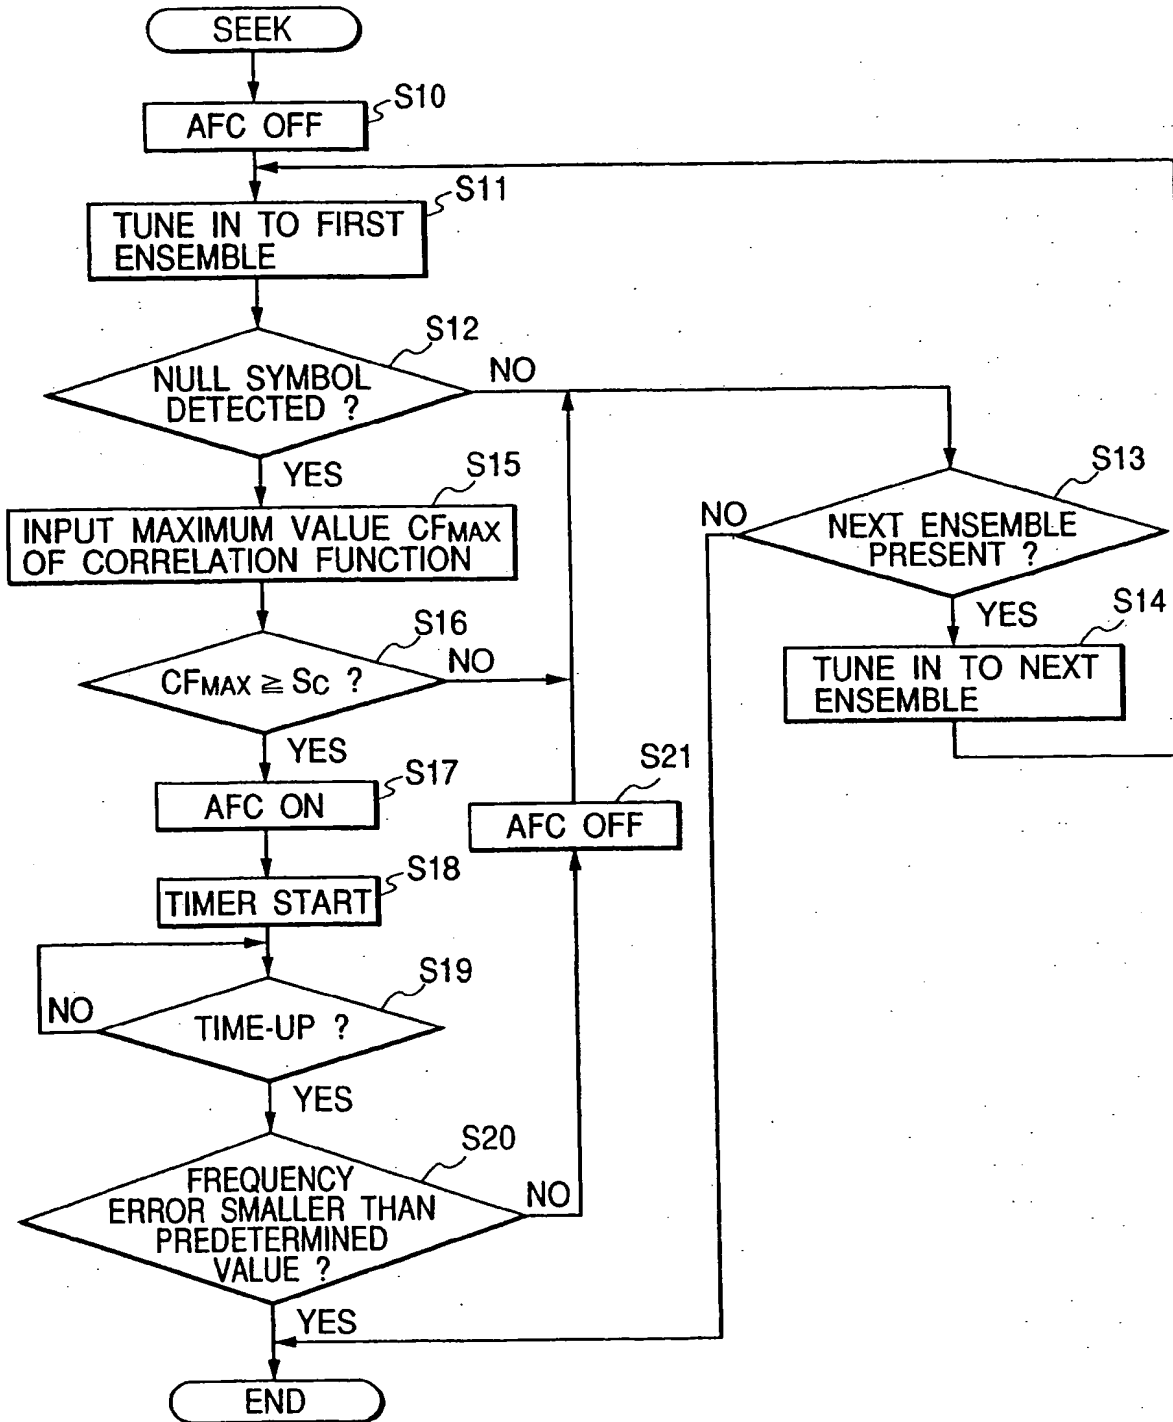 SEEK
S10
AFC OFF
S11
TUNE IN TO FIRST
ENSEMBLE
S12
NULL SYMBOL
DETECTED ?
NO
YES
S15
INPUT MAXIMUM VALUE CFMAX
OF CORRELATION FUNCTION
S13
NO
NEXT ENSEMBLE
PRESENT ?
YES
S14
TUNE IN TO NEXT
ENSEMBLE
S16
CFMAX ≧ SC ?
NO
YES
S17
AFC ON
S21
AFC OFF
S18
TIMER START
S19
NO
TIME-UP ?
YES
S20
FREQUENCY
ERROR SMALLER THAN
PREDETERMINED
VALUE ?
NO
YES
END